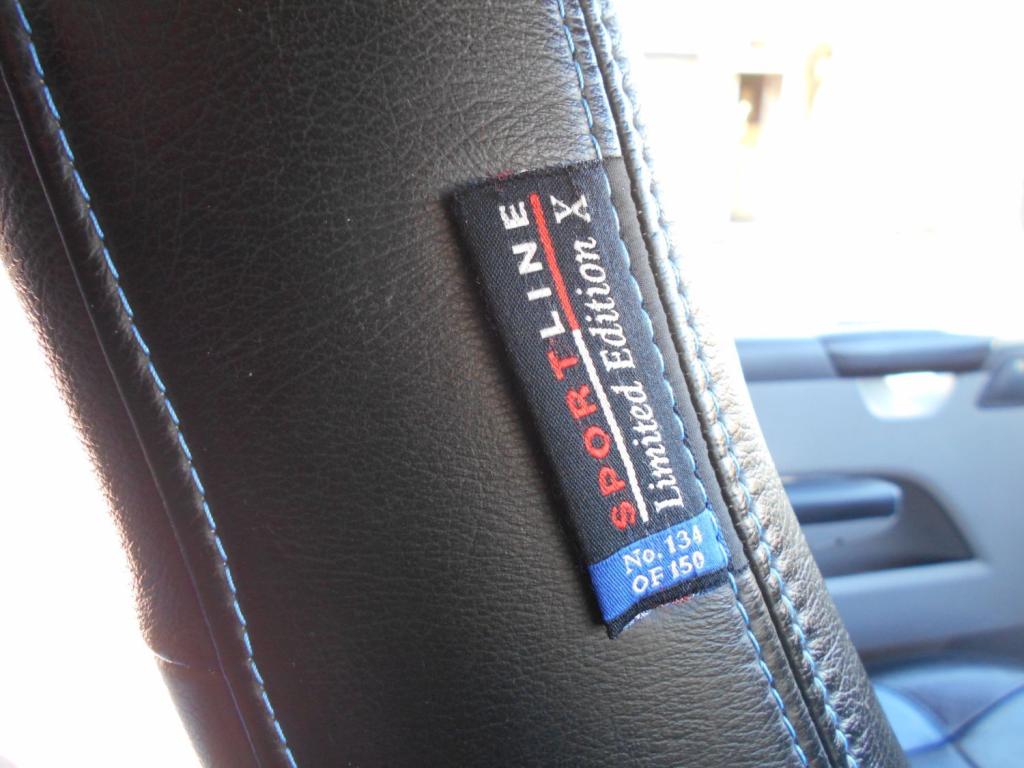 SPORTLINE
Limited Edition X
No. 134
OF 150